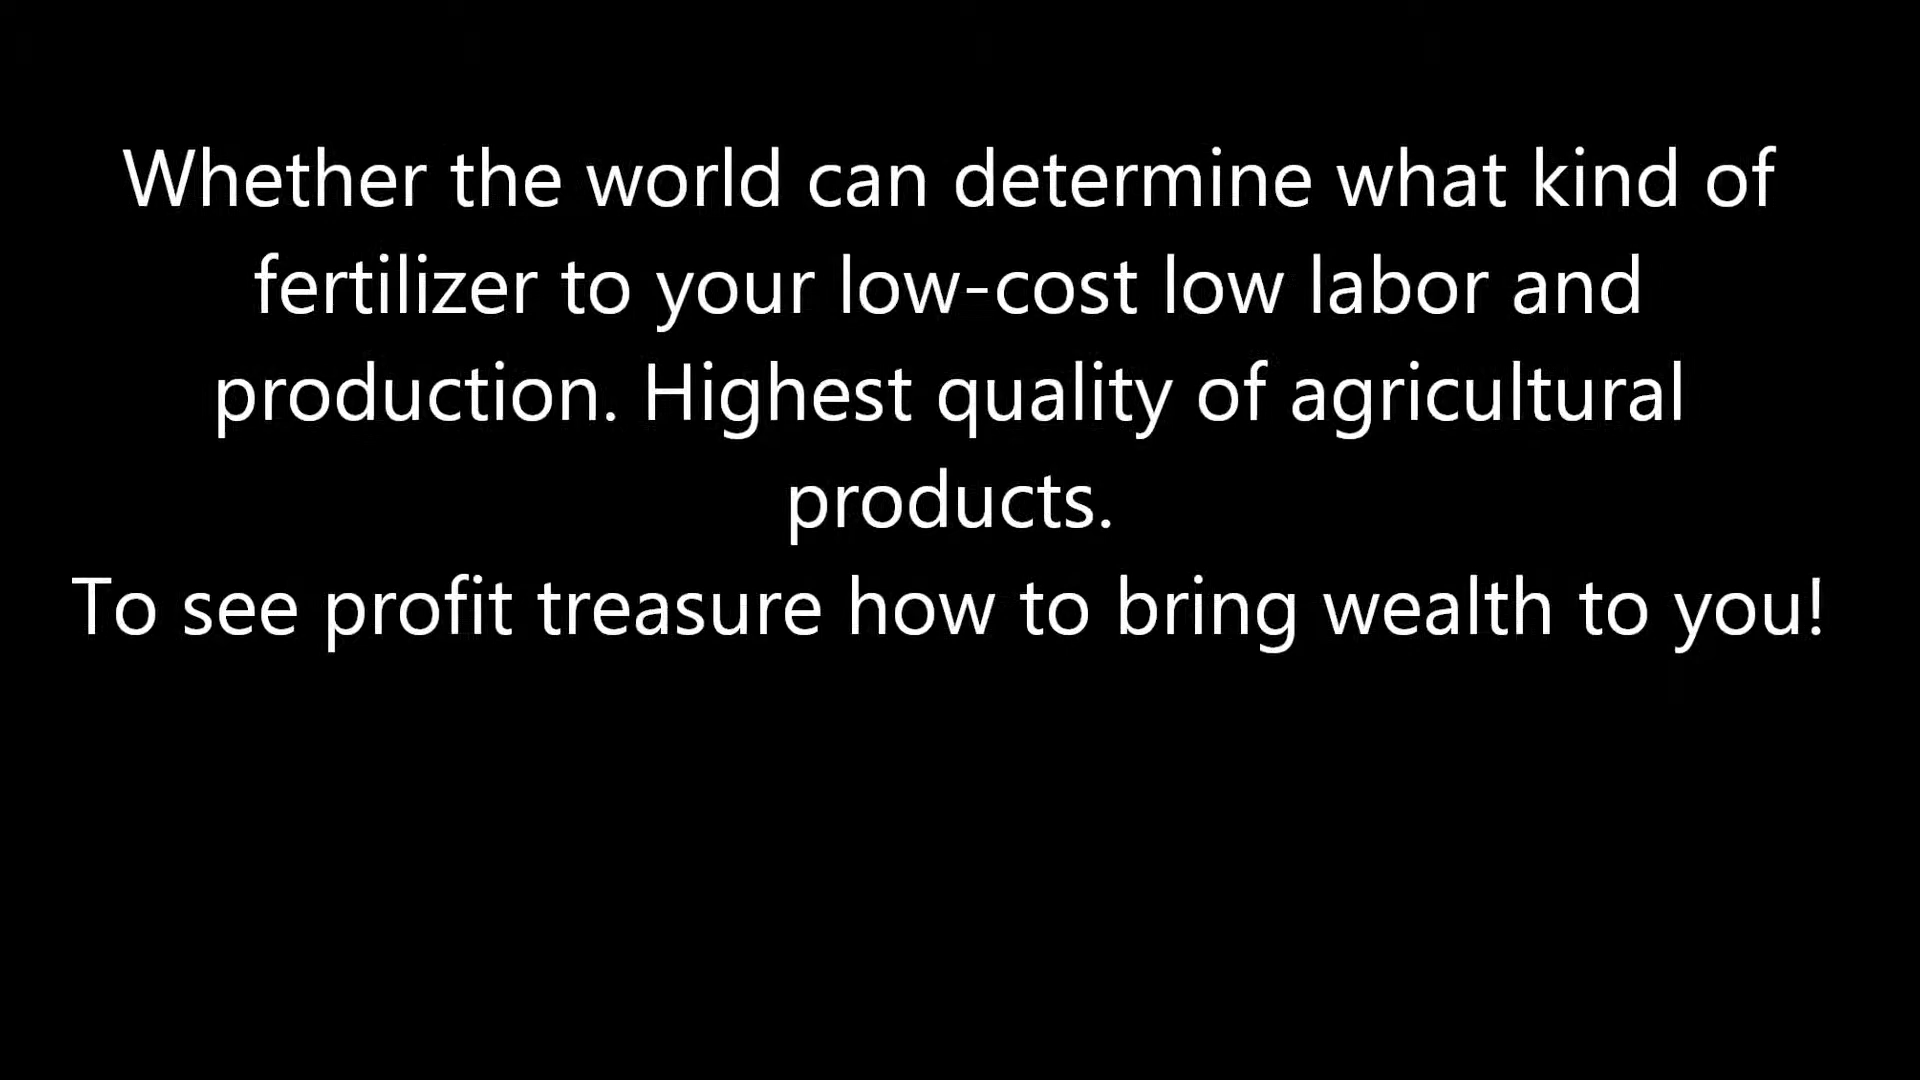 Whether the world can determine what kind of
fertilizer to your low-cost low labor and
production. Highest quality of agricultural
products.
To see profit treasure how to bring wealth to you!